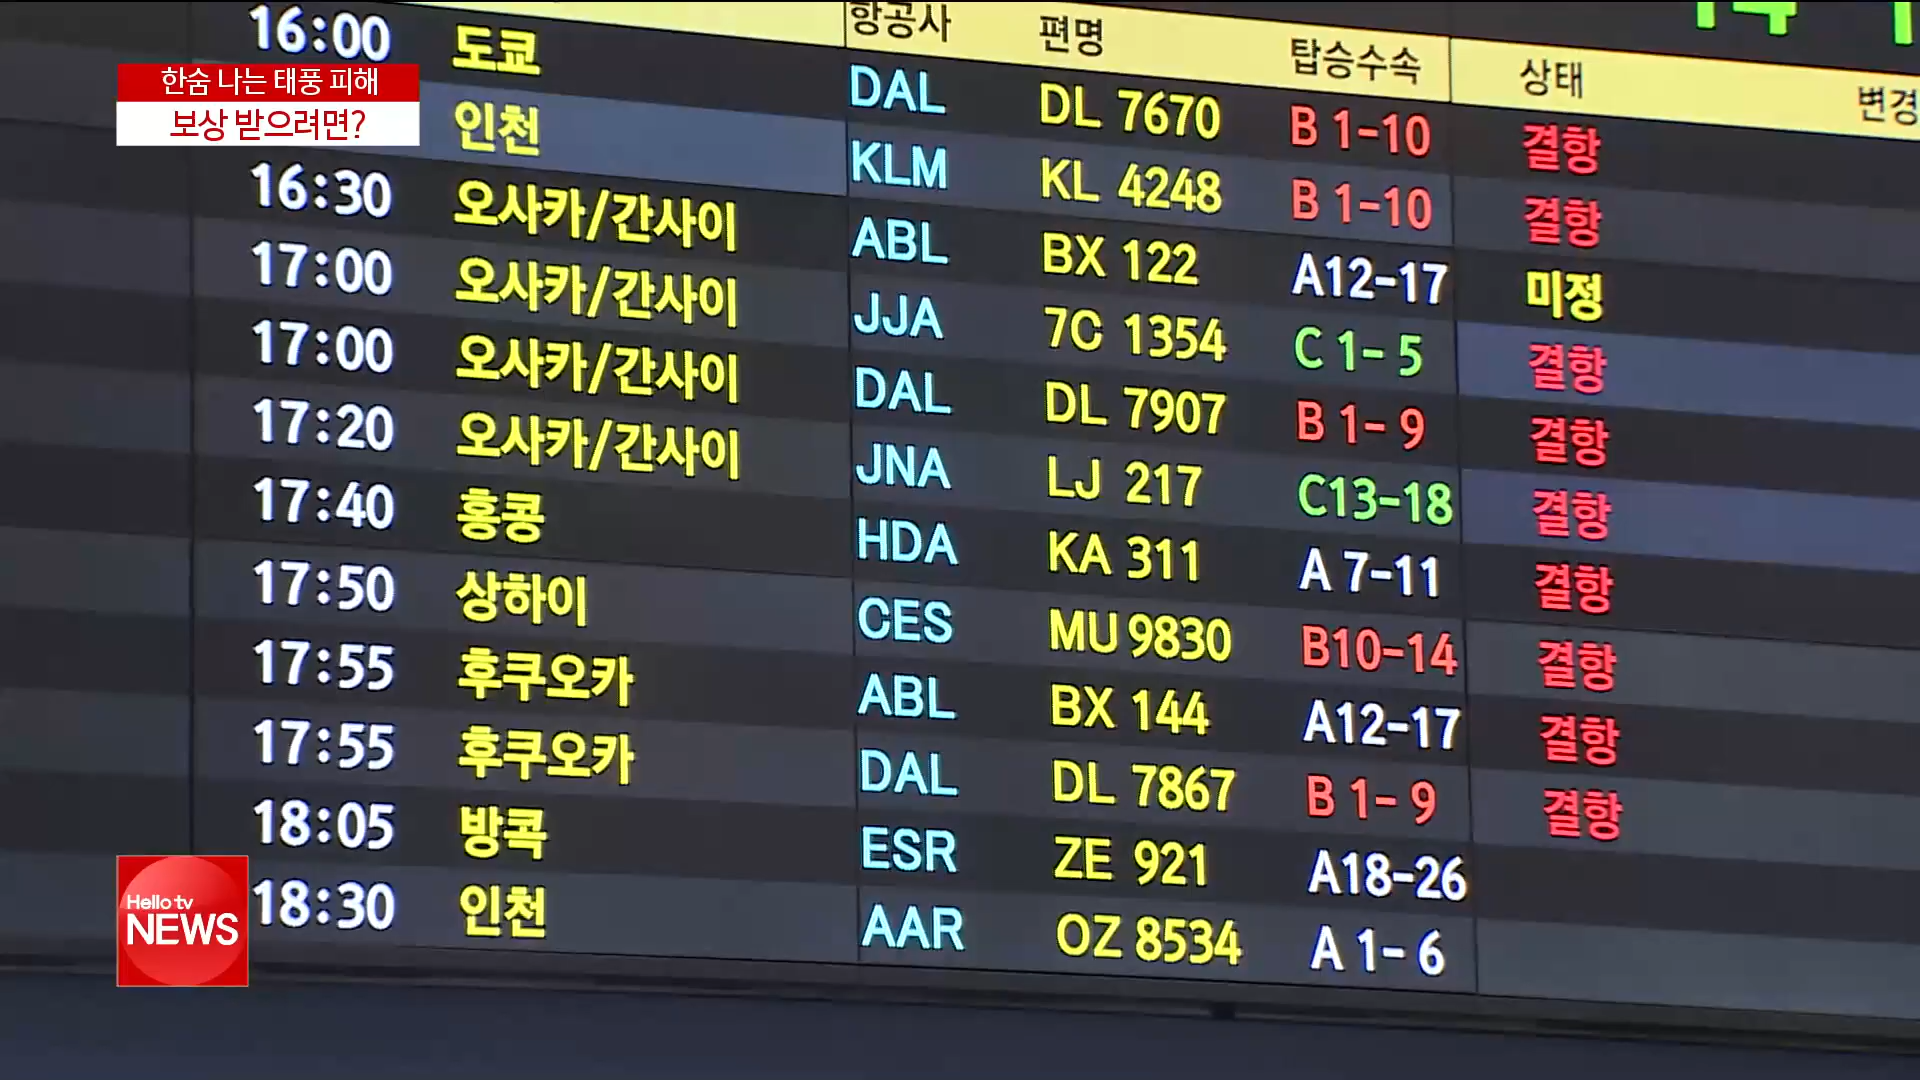 한숨 나는 태풍 피해
보상 받으려면?
항공사 편명 탑승수속 상태 변경
16:00 도쿄 DAL DL 7670 B 1-10 결항
인천 KLM KL 4248 B 1-10 결항
16:30 오사카/간사이 ABL BX 122 A12-17 미정
17:00 오사카/간사이 JJA 7C 1354 C 1- 5 결항
17:00 오사카/간사이 DAL DL 7907 B 1- 9 결항
17:20 오사카/간사이 JNA LJ 217 C13-18 결항
17:40 홍콩 HDA KA 311 A 7-11 결항
17:50 상하이 CES MU 9830 B10-14 결항
17:55 후쿠오카 ABL BX 144 A12-17 결항
17:55 후쿠오카 DAL DL 7867 B 1- 9 결항
18:05 방콕 ESR ZE 921 A18-26
18:30 인천 AAR OZ 8534 A 1- 6
Hello tv
NEWS